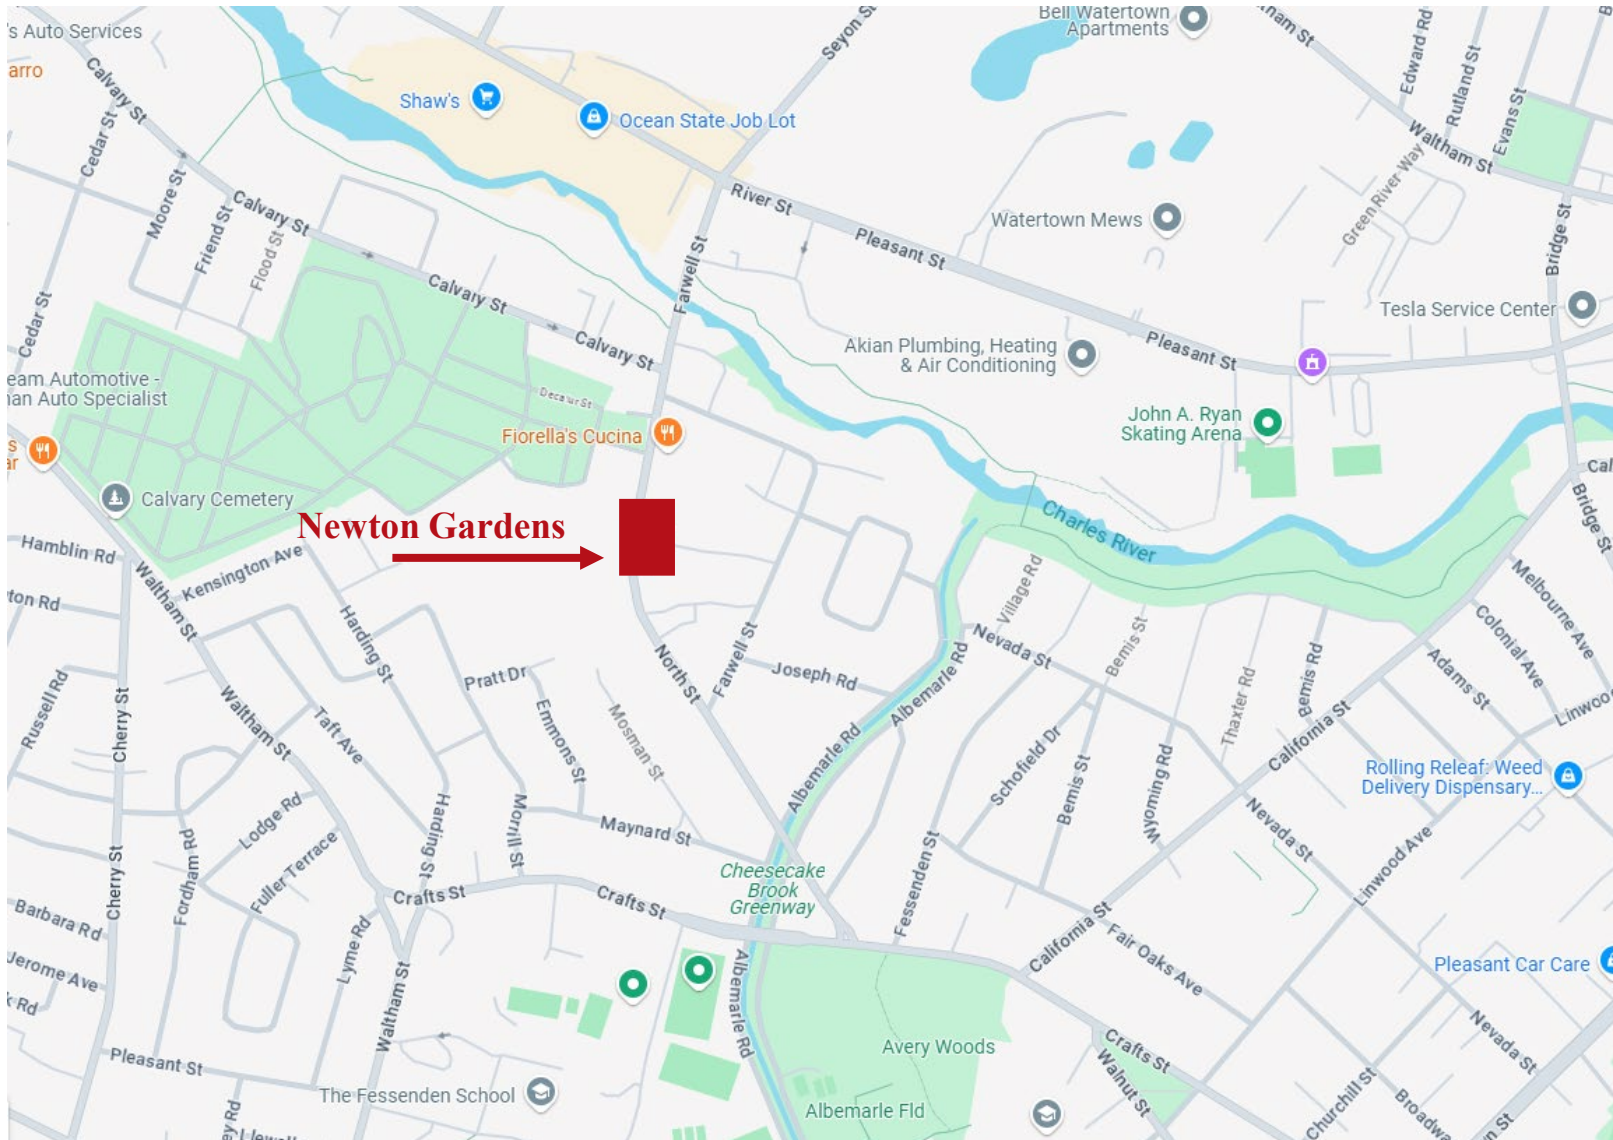 's Auto Services
arro
Calvary St
Cedar St
Shaw's
Ocean State Job Lot
Seyon St
Bell Watertown
Apartments
Edward Rd
Rutland St
Evans St
Waltham St
Moore St
Friend St
Flood St
Calvary St
River St
Pleasant St
Watertown Mews
Green River Way
Bridge St
Farwell St
Calvary St
Calvary St
Cedar St
Tesla Service Center
Akian Plumbing, Heating
& Air Conditioning
Pleasant St
eam Automotive -
an Auto Specialist
Decatur St
Fiorella's Cucina
John A. Ryan
Skating Arena
Calvary Cemetery
Newton Gardens
Charles River
Cal
Bridge St
Hamblin Rd
Kensington Ave
Waltham St
ton Rd
Harding St
Village Rd
Nevada St
Bemis St
Melbourne Ave
Colonial Ave
Adams St
Linwoo
Russell Rd
Cherry St
Waltham St
Taft Ave
Pratt Dr
Emmons St
Mosman St
North St
Farwell St
Joseph Rd
Albemarle Rd
Albemarle Rd
Thaxter Rd
Bemis Rd
California St
Schofield Dr
Bemis St
Wyoming Rd
Rolling Releaf: Weed
Delivery Dispensary...
Lodge Rd
Fordham Rd
Fuller Terrace
Harding St
Morrill St
Maynard St
Nevada St
Linwood Ave
Cherry St
Crafts St
Crafts St
Cheesecake
Brook
Greenway
Fessenden St
California St
Fair Oaks Ave
Barbara Rd
Jerome Ave
k Rd
Lyme Rd
Waltham St
Albemarle Rd
Pleasant Car Care
Pleasant St
The Fessenden School
Avery Woods
Albemarle Fld
Crafts St
Walnut St
Churchill St
Nevada St
Broadw
n St
ey Rd